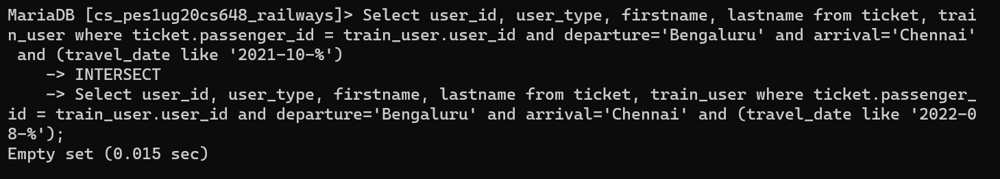 MariaDB [cs_pes1ug20cs648_railways]> Select user_id, user_type, firstname, lastname from ticket, trai
n_user where ticket.passenger_id = train_user.user_id and departure='Bengaluru' and arrival='Chennai'
 and (travel_date like '2021-10-%')
    -> INTERSECT
    -> Select user_id, user_type, firstname, lastname from ticket, train_user where ticket.passenger_
id = train_user.user_id and departure='Bengaluru' and arrival='Chennai' and (travel_date like '2022-0
8-%');
Empty set (0.015 sec)